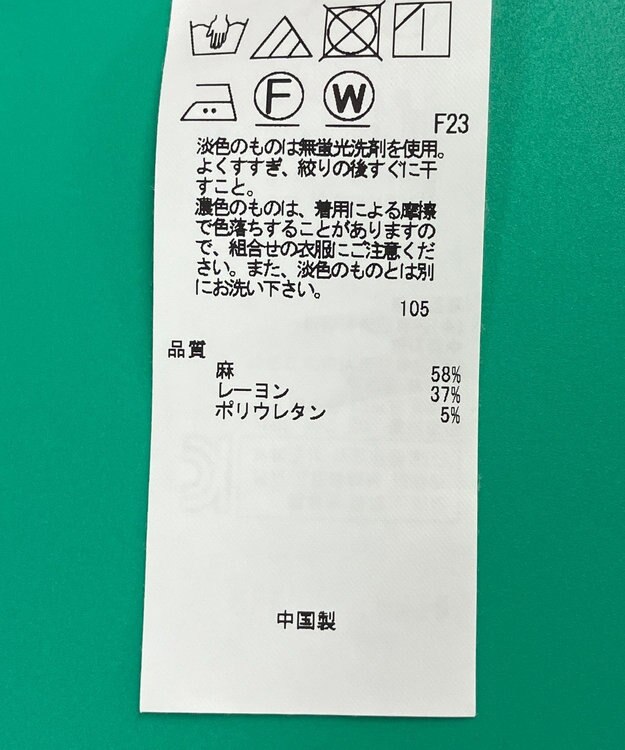 F W
F23
淡色のものは無蛍光洗剤を使用。
よくすすぎ、絞りの後すぐに干
すこと。
濃色のものは、着用による摩擦
で色落ちすることがありますの
で、組合せの衣服にご注意くだ
さい。また、淡色のものとは別
にお洗い下さい。
105
品質
麻 58%
レーヨン 37%
ポリウレタン 5%
中国製